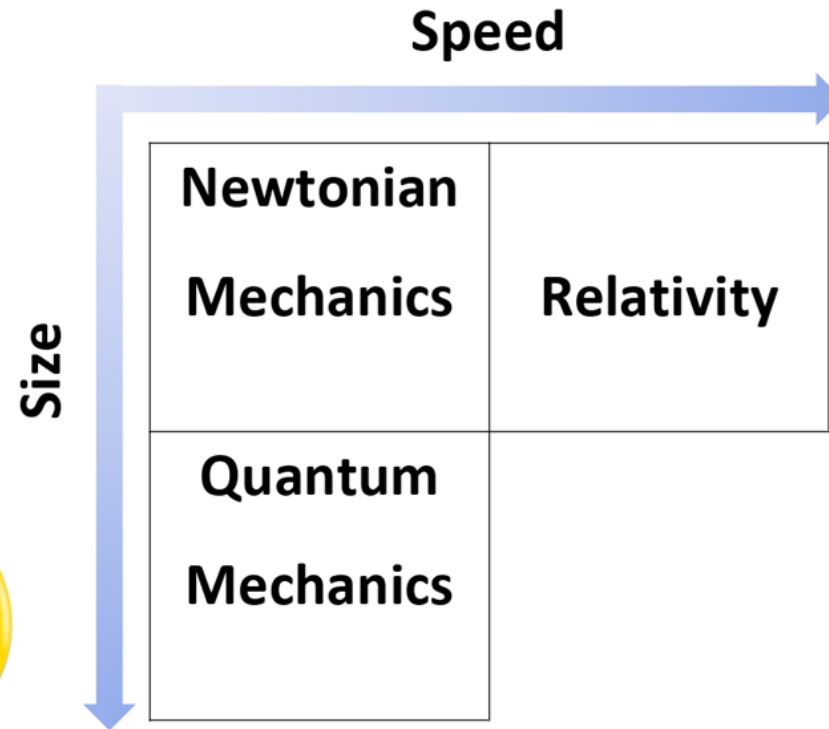 Speed
Newtonian
Mechanics
Relativity
Size
Quantum
Mechanics